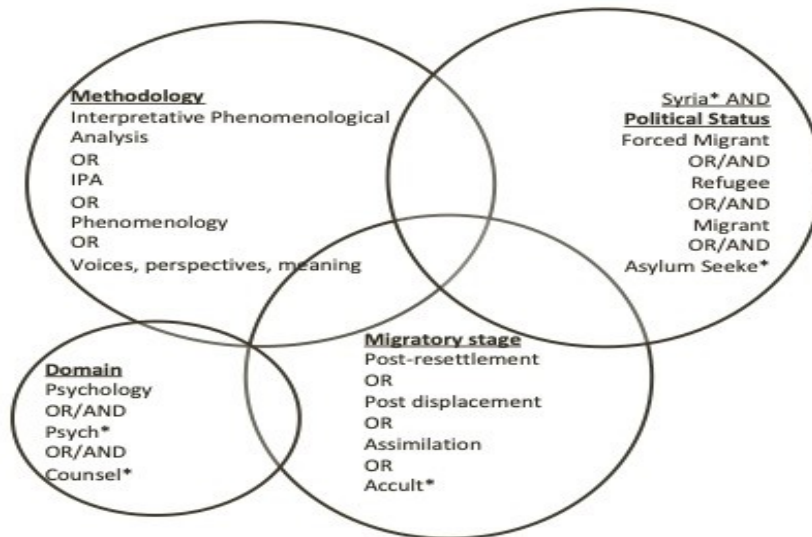 Methodology
Interpretative Phenomenological
Analysis
OR
IPA
OR
Phenomenology
OR
Voices, perspectives, meaning
Syria* AND
Political Status
Forced Migrant
OR/AND
Refugee
OR/AND
Migrant
OR/AND
Asylum Seeke*
Domain
Psychology
OR/AND
Psych*
OR/AND
Counsel*
Migratory stage
Post-resettlement
OR
Post displacement
OR
Assimilation
OR
Accult*